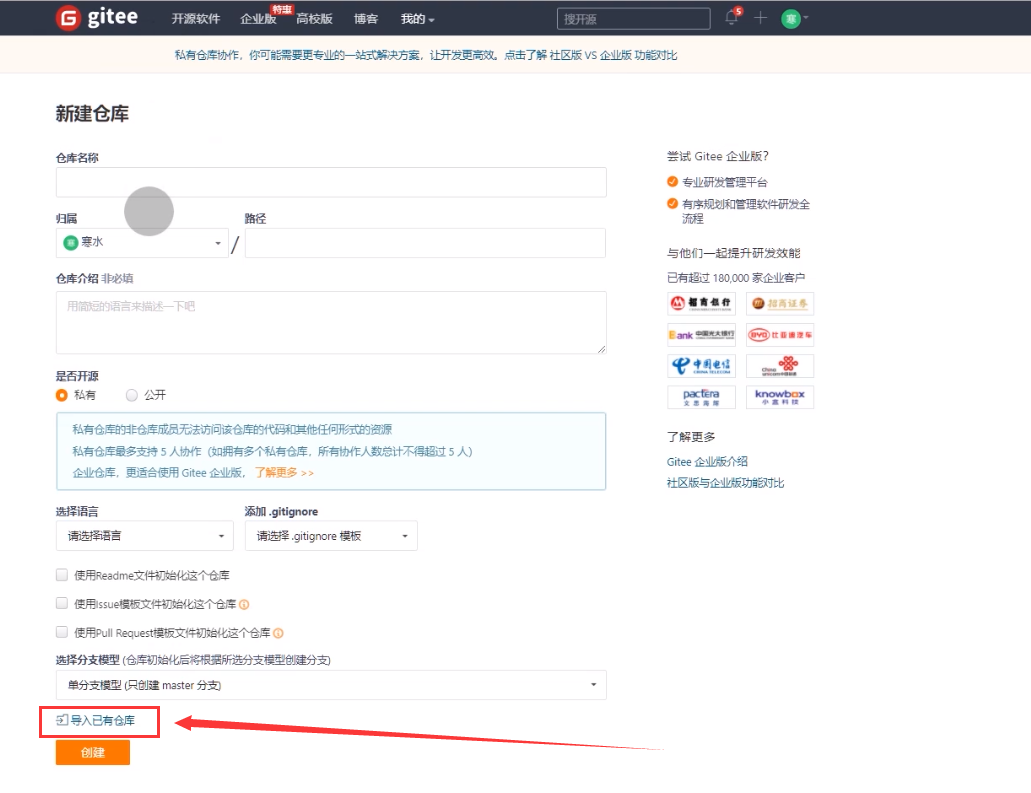 gitee 开源软件 企业版 特惠 高校版 博客 我的 搜开源 5 寒
私有仓库协作，你可能需要更专业的一站式解决方案，让开发更高效。点击了解 社区版 VS 企业版 功能对比
新建仓库
仓库名称
归属 路径
寒 寒水 /
仓库介绍 非必填
用简短的语言来描述一下吧
是否开源
私有 公开
私有仓库的非仓库成员无法访问该仓库的代码和其他任何形式的资源
私有仓库最多支持 5 人协作（如拥有多个私有仓库，所有协作人数总计不得超过 5 人）
企业仓库，更适合使用 Gitee 企业版， 了解更多 >>
选择语言 添加 .gitignore
请选择语言 请选择 .gitignore 模板
使用Readme文件初始化这个仓库
使用Issue模板文件初始化这个仓库
使用Pull Request模板文件初始化这个仓库
选择分支模型 (仓库初始化后将根据所选分支模型创建分支)
单分支模型 (只创建 master 分支)
导入已有仓库
创建
尝试 Gitee 企业版？
专业研发管理平台
有序规划和管理软件研发全
流程
与他们一起提升研发效能
已有超过 180,000 家企业客户
招商银行 招商证券
Bank 中国光大银行 BYD 比亚迪汽车
中国电信 CHINA TELECOM China unicom中国联通
pactera 文思海辉 knowbox 小盒科技
了解更多
Gitee 企业版介绍
社区版与企业版功能对比